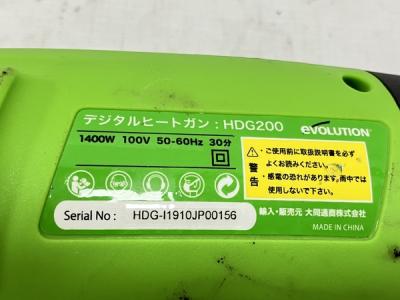 デジタルヒートガン：HDG200
evolution
1400W 100V 50-60Hz 30分
警告
・ご使用前に取扱説明書を必ずよくお読みください。
・感電の恐れがあります。雨中では使用しないで下さい。
Serial No : HDG-I1910JP00156
輸入・販売元 大同通商株式会社
MADE IN CHINA